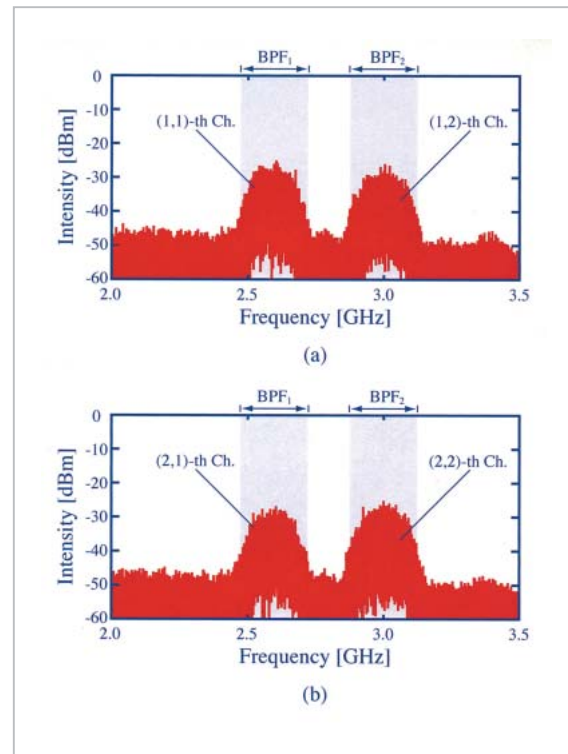 BPF₁ BPF₂
0
-10
-20
-30
-40
-50
-60
Intensity [dBm]
(1,1)-th Ch.
(1,2)-th Ch.
2.0 2.5 3.0 3.5
Frequency [GHz]
(a)
BPF₁ BPF₂
0
-10
-20
-30
-40
-50
-60
Intensity [dBm]
(2,1)-th Ch.
(2,2)-th Ch.
2.0 2.5 3.0 3.5
Frequency [GHz]
(b)